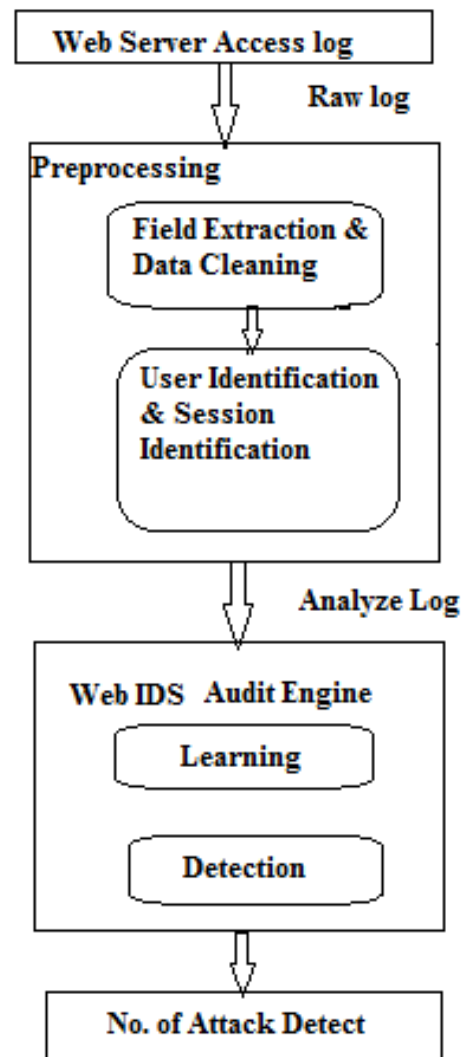 Web Server Access log
Raw log
Preprocessing
Field Extraction &
Data Cleaning
User Identification
& Session
Identification
Analyze Log
Web IDS Audit Engine
Learning
Detection
No. of Attack Detect